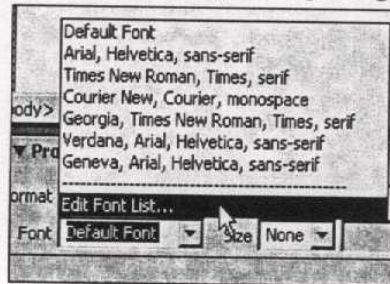 Default Font
Arial, Helvetica, sans-serif
Times New Roman, Times, serif
Courier New, Courier, monospace
Georgia, Times New Roman, Times, serif
Verdana, Arial, Helvetica, sans-serif
Geneva, Arial, Helvetica, sans-serif
ody>
Pro
ormat
Edit Font List...
Font Default Font Size None